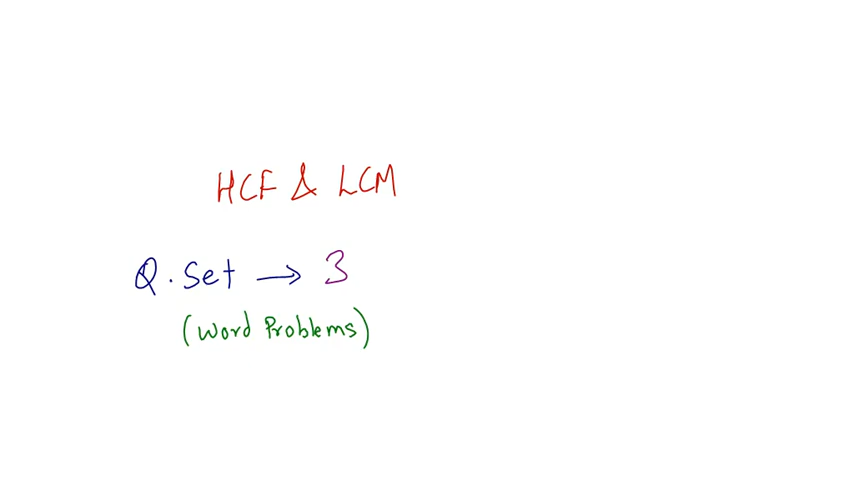 HCF & LCM
Q. Set → 3
(Word Problems)